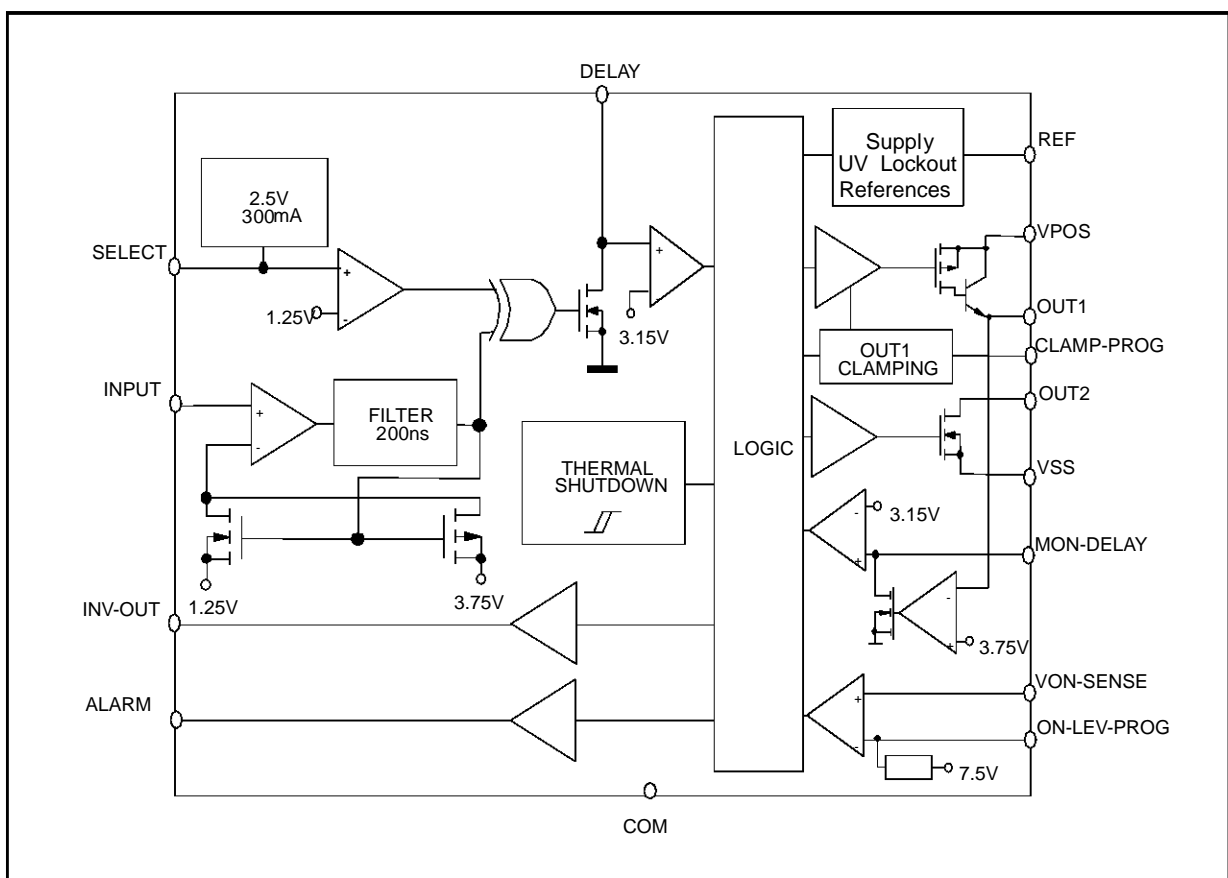 DELAY
REF
Supply
UV Lockout
References
2.5V
300mA
SELECT
VPOS
+
-
1.25V
+
-
3.15V
OUT1
OUT1
CLAMPING
CLAMP-PROG
INPUT
+
-
FILTER
200ns
OUT2
LOGIC
THERMAL
SHUTDOWN
VSS
-
3.15V
+
MON-DELAY
1.25V
3.75V
-
+
3.75V
INV-OUT
VON-SENSE
+
ALARM
-
ON-LEV-PROG
7.5V
COM